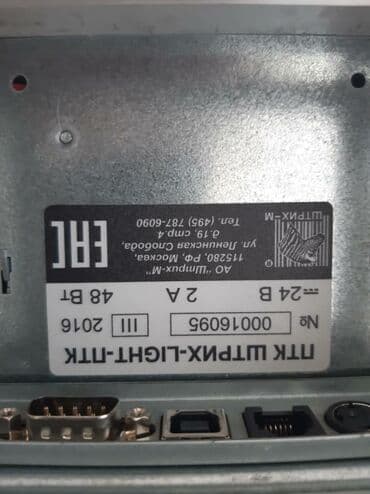 ПТК ШТРИХ-LIGHT-ПТК
№ 00016095 III 2016
⎓ 24 В 2 А 48 Вт
АО "Штрих-М"
115280, РФ, Москва,
ул. Ленинская Слобода,
д.19, стр.4
Тел. (495) 787-6090
ШТРИХ-М
®
ЕАС